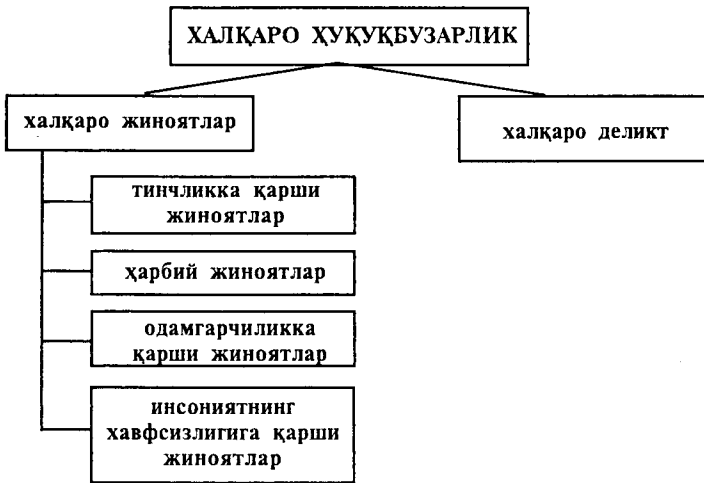 ХАЛҚАРО ҲУҚУҚБУЗАРЛИК
халқаро жиноятлар
халқаро деликт
тинчликка қарши
жиноятлар
ҳарбий жиноятлар
одамгарчиликка
қарши жиноятлар
инсониятнинг
хавфсизлигига қарши
жиноятлар